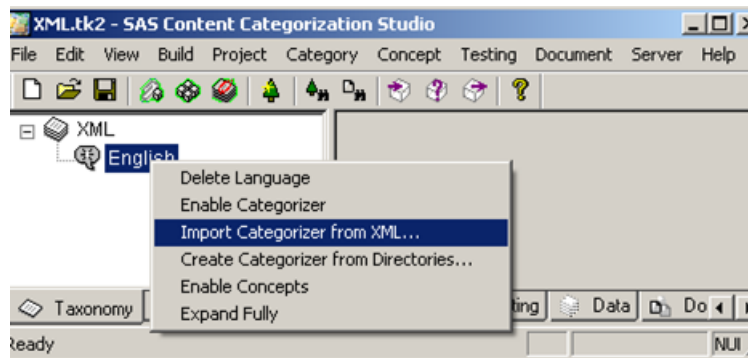 XML.tk2 - SAS Content Categorization Studio
File Edit View Build Project Category Concept Testing Document Server Help
XML
English
Delete Language
Enable Categorizer
Import Categorizer from XML...
Create Categorizer from Directories...
Enable Concepts
Expand Fully
Taxonomy ting Data Do
Ready NUI